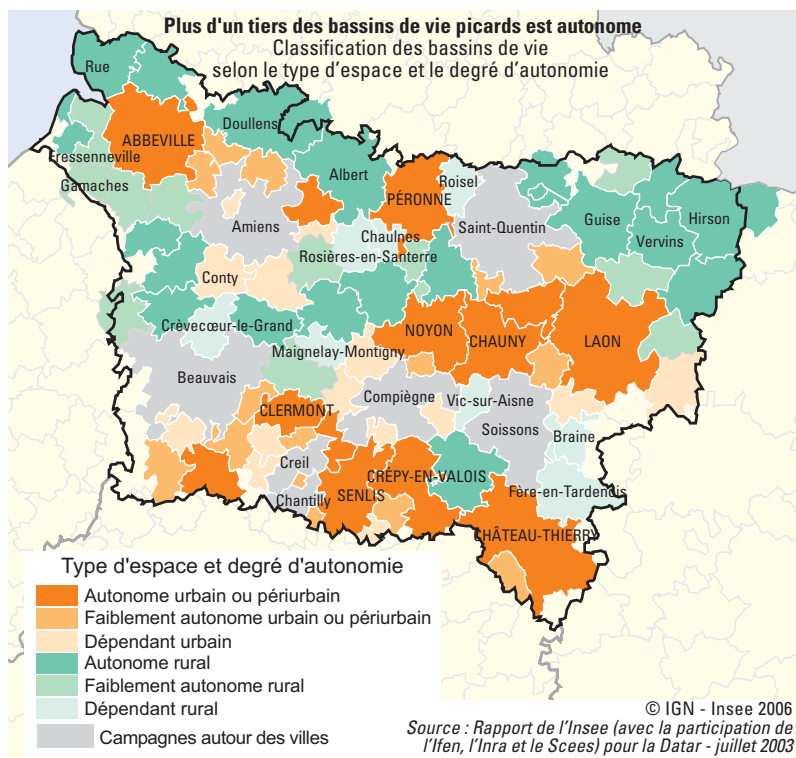 Plus d'un tiers des bassins de vie picards est autonome
Classification des bassins de vie
selon le type d'espace et le degré d'autonomie
Rue
ABBEVILLE
Doullens
Fressenneville
Gamaches
Albert
Roisel
PÉRONNE
Amiens
Saint-Quentin
Guise
Hirson
Vervins
Chaulnes
Rosières-en-Santerre
Conty
Crèvecœur-le-Grand
NOYON
CHAUNY
LAON
Maignelay-Montigny
Beauvais
Compiègne
Vic-sur-Aisne
CLERMONT
Soissons
Braine
Creil
CRÉPY-EN-VALOIS
Chantilly
SENLIS
Fère-en-Tardenois
CHÂTEAU-THIERRY
Type d'espace et degré d'autonomie
Autonome urbain ou périurbain
Faiblement autonome urbain ou périurbain
Dépendant urbain
Autonome rural
Faiblement autonome rural
Dépendant rural
Campagnes autour des villes
© IGN - Insee 2006
Source : Rapport de l'Insee (avec la participation de
l'Ifen, l'Inra et le Scees) pour la Datar - juillet 2003